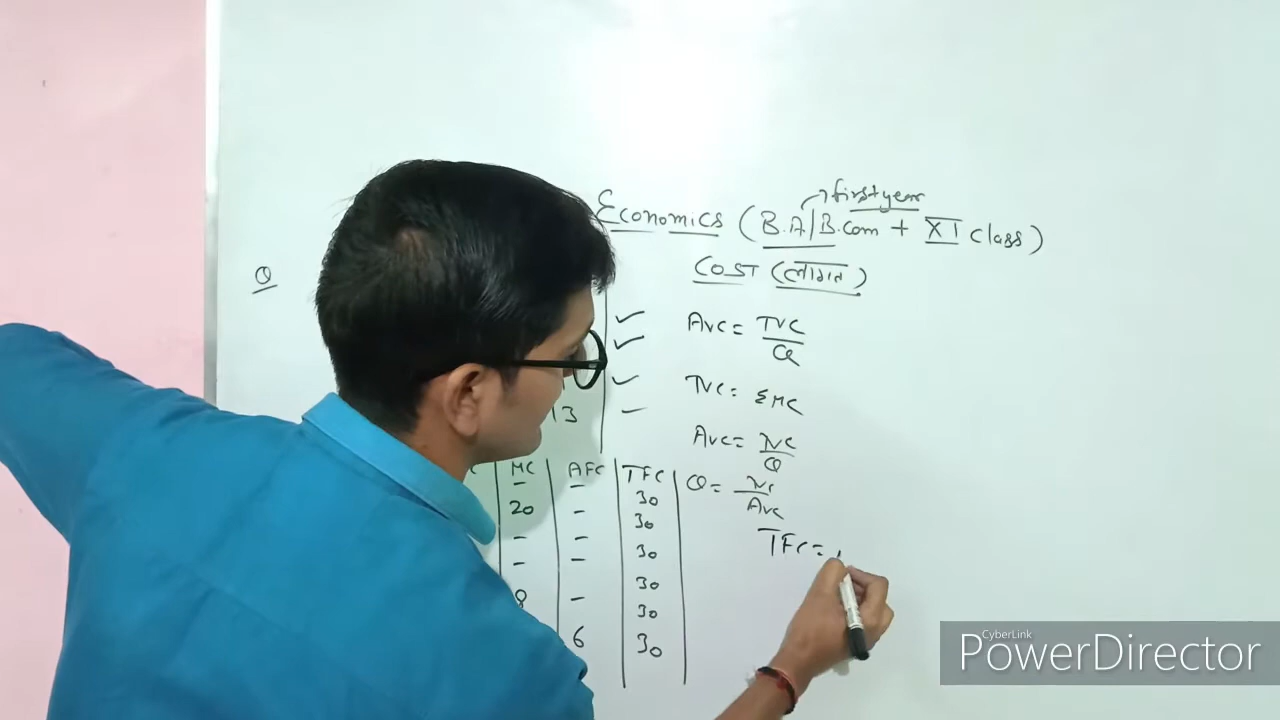 first year
Economics (B.A/B.Com + XI class)
Q
COST (लागत)
AVC = TVC
Q
TVC = ΣMC
13
AVC = TVC
Q
MC AFC TFC
Q = TVC
AVC
- - 30
20 - 30
- - 30
- - 30
8 - 30
6 30
TFC =
CyberLink
PowerDirector